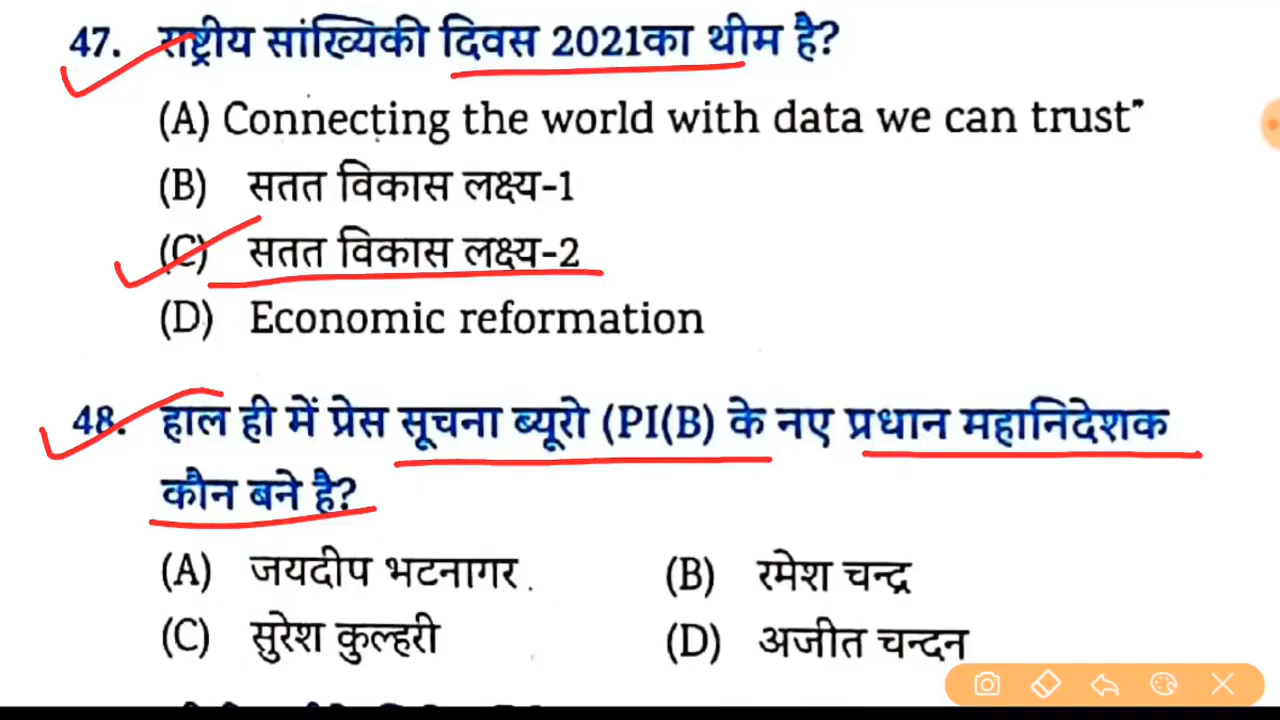 47. राष्ट्रीय सांख्यिकी दिवस 2021का थीम है?
(A) Connecting the world with data we can trust"
(B) सतत विकास लक्ष्य-1
(C) सतत विकास लक्ष्य-2
(D) Economic reformation
48. हाल ही में प्रेस सूचना ब्यूरो (PI(B) के नए प्रधान महानिदेशक
कौन बने है?
(A) जयदीप भटनागर (B) रमेश चन्द्र
(C) सुरेश कुल्हरी (D) अजीत चन्दन